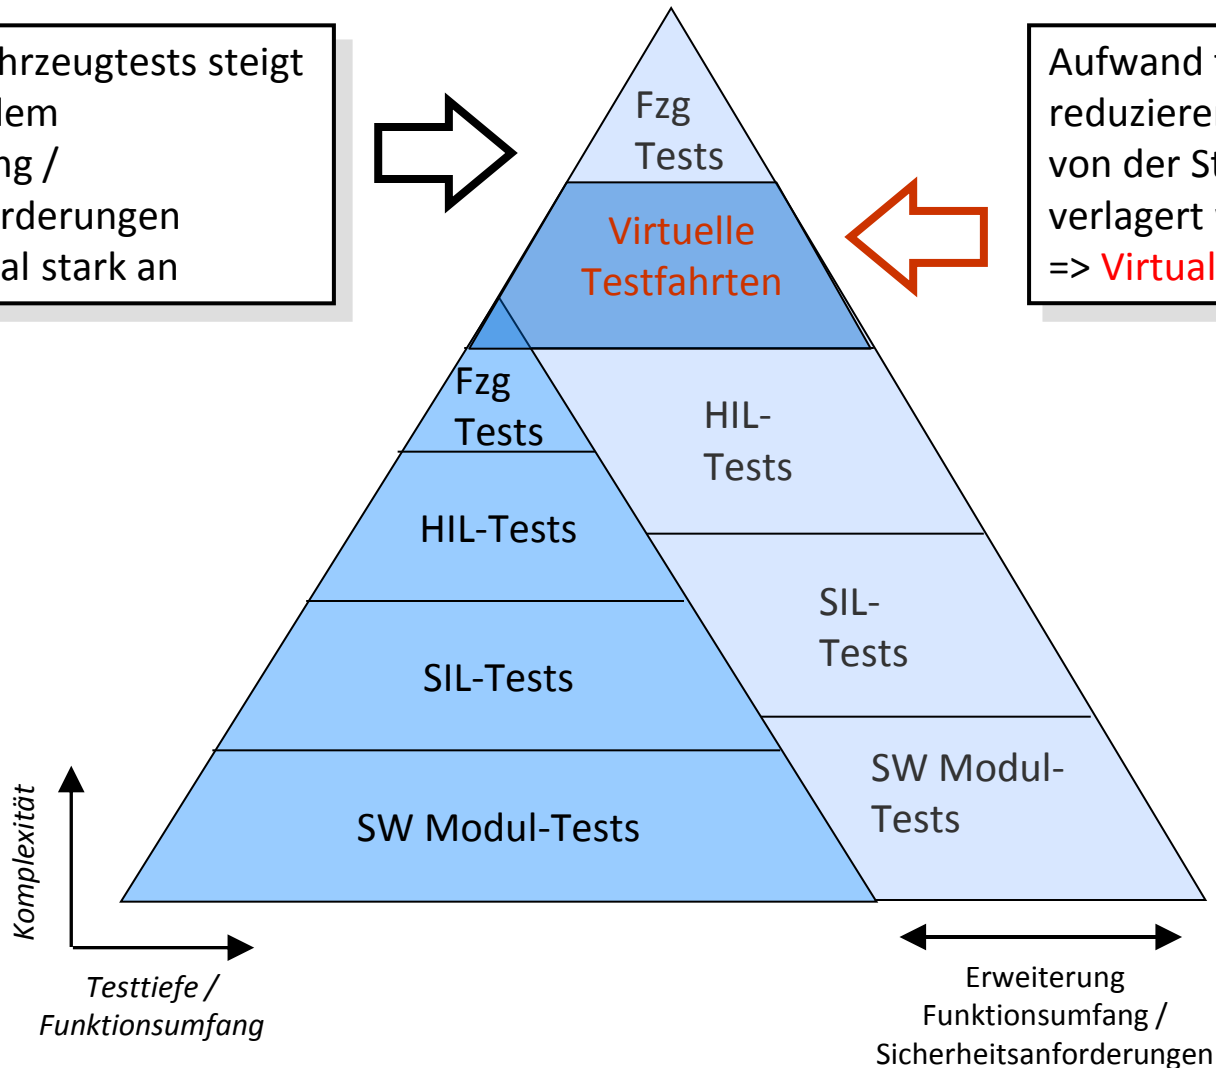 hrzeugtests steigt
lem
ng /
rderungen
al stark an
Aufwand
reduzieren
von der St
verlagert
=> Virtual
Fzg
Tests
Virtuelle
Testfahrten
Fzg
Tests
HIL-
Tests
HIL-Tests
SIL-
Tests
SIL-Tests
SW Modul-
Tests
SW Modul-Tests
Komplexität
Testtiefe /
Funktionsumfang
Erweiterung
Funktionsumfang /
Sicherheitsanforderungen